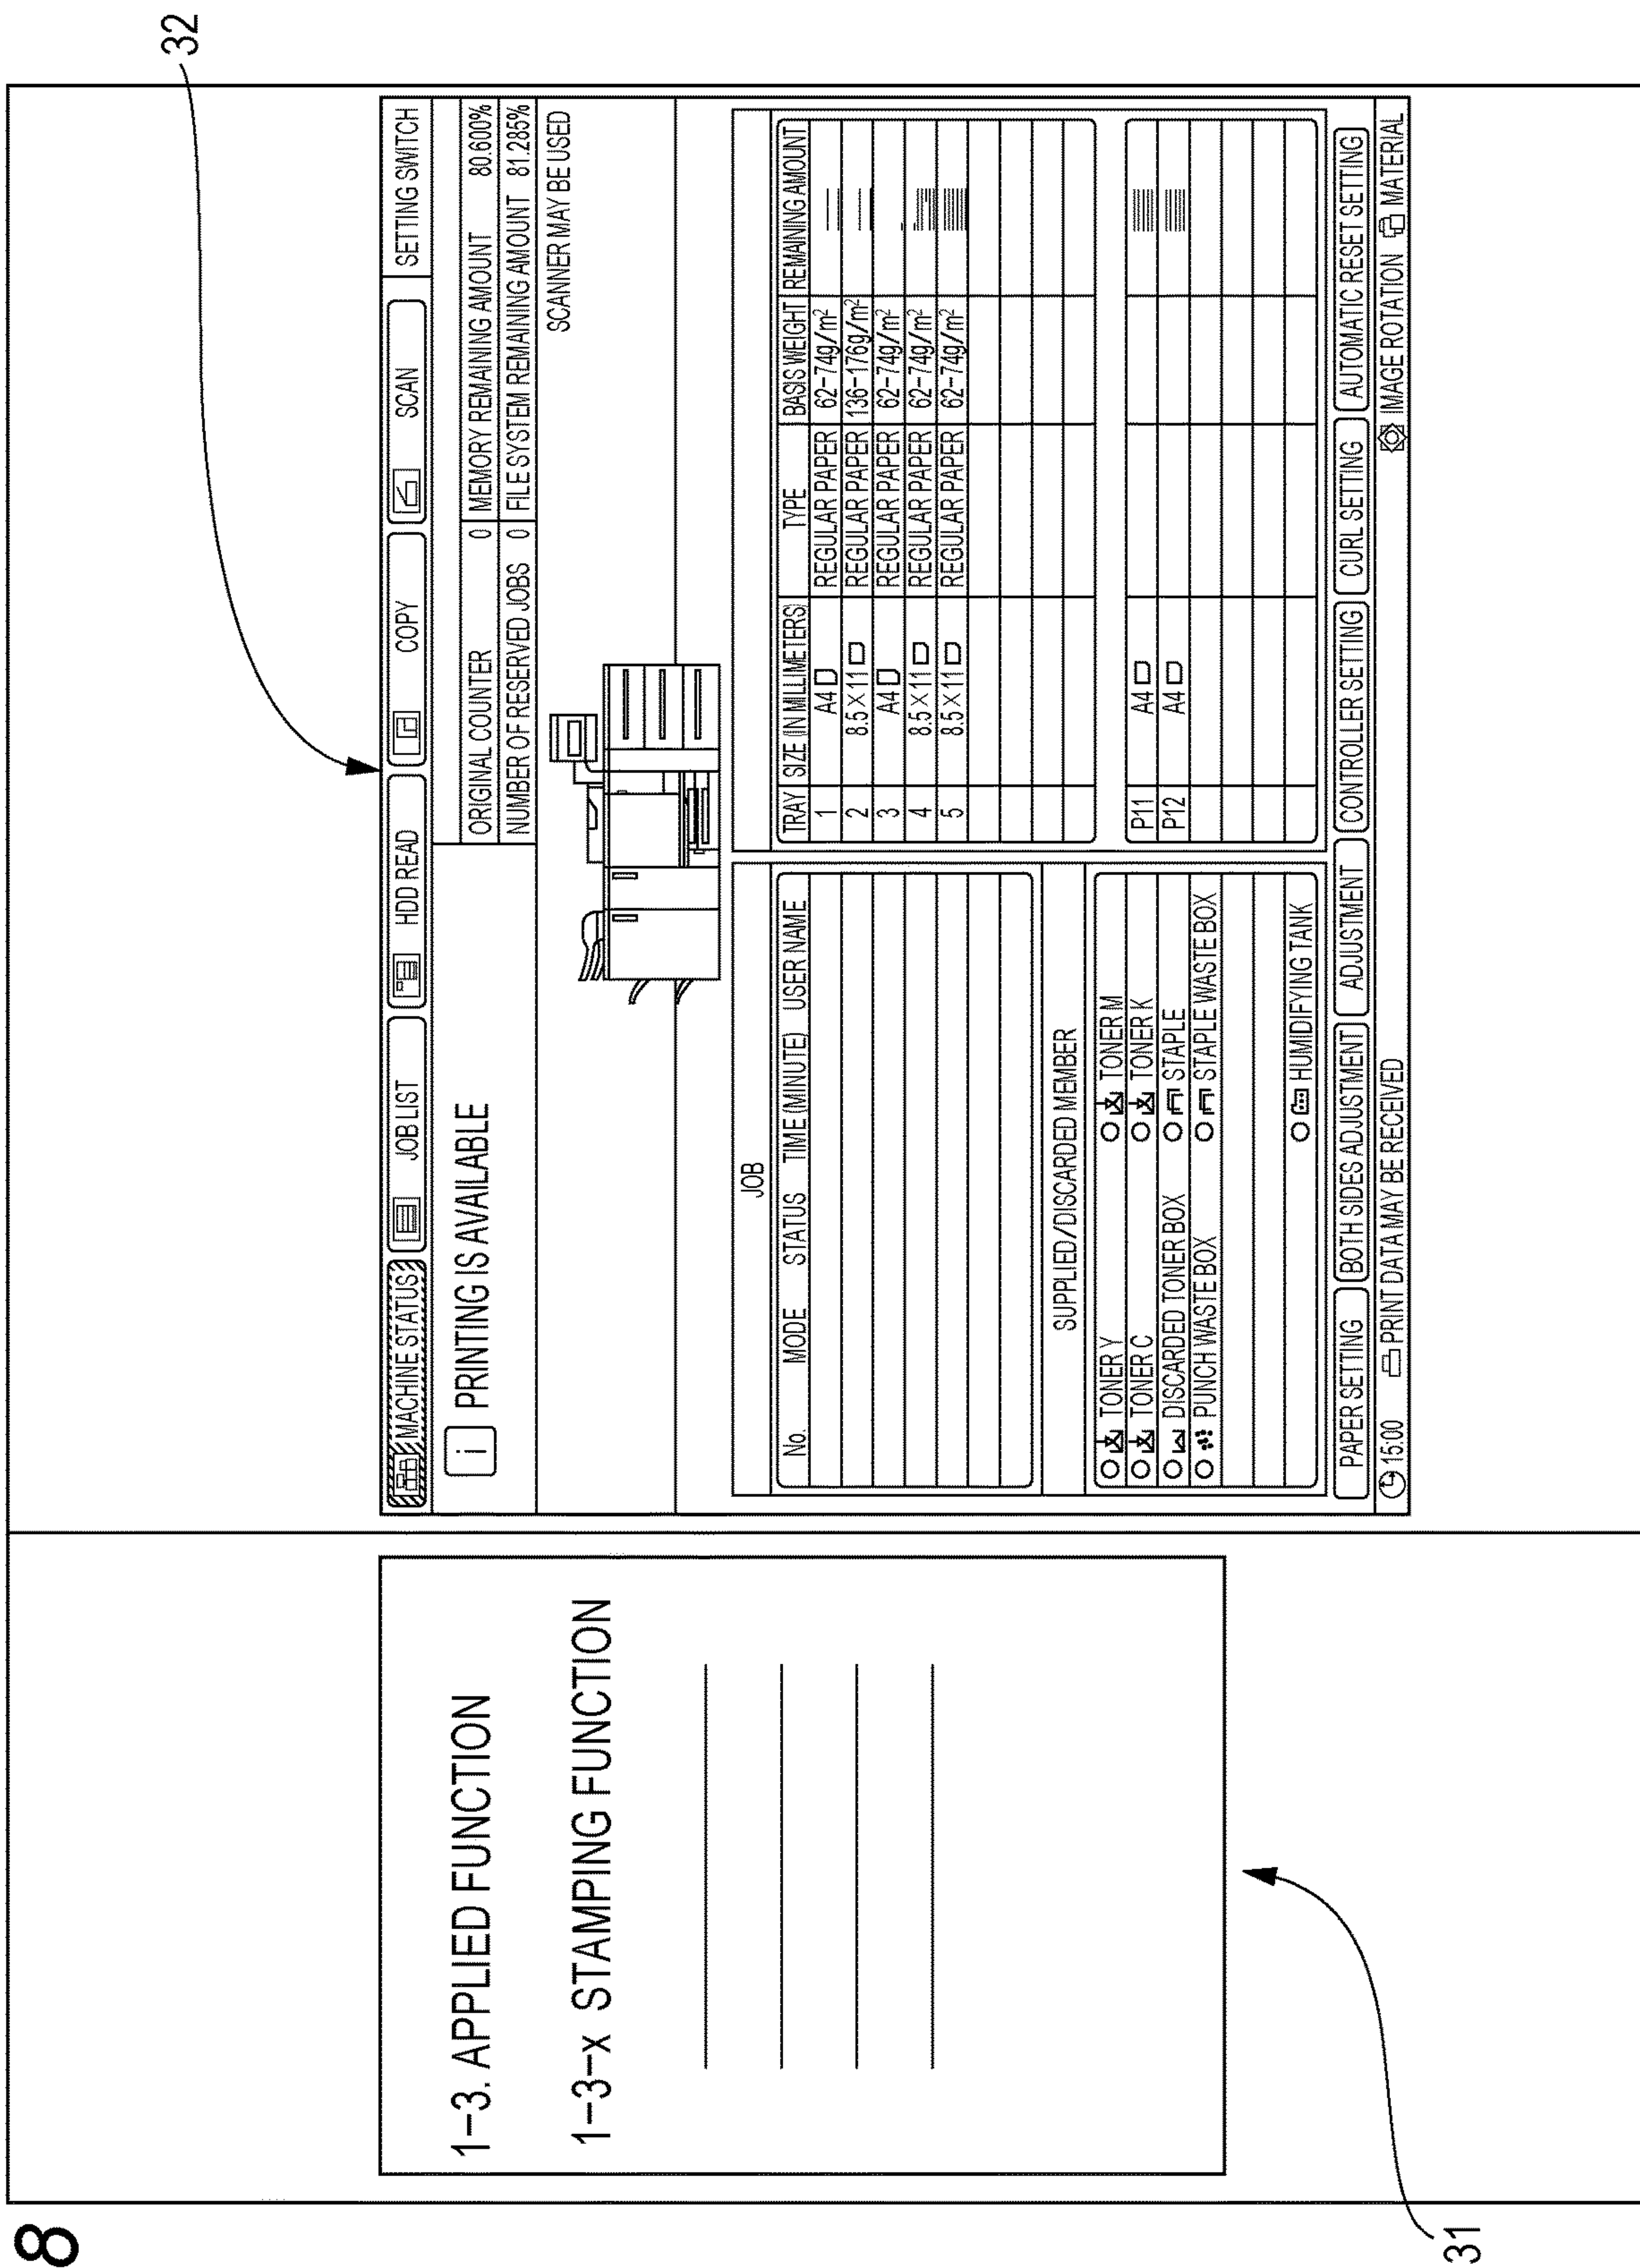 8
32
31
1-3. APPLIED FUNCTION
1-3-x STAMPING FUNCTION
MACHINE STATUS JOB LIST HDD READ COPY SCAN SETTING SWITCH
i PRINTING IS AVAILABLE
ORIGINAL COUNTER 0 MEMORY REMAINING AMOUNT 80.600%
NUMBER OF RESERVED JOBS 0 FILE SYSTEM REMAINING AMOUNT 81.285%
SCANNER MAY BE USED
JOB
No. MODE STATUS TIME (MINUTE) USER NAME
SUPPLIED/DISCARDED MEMBER
TONER Y TONER M
TONER C TONER K
DISCARDED TONER BOX STAPLE
PUNCH WASTE BOX STAPLE WASTE BOX
HUMIDIFYING TANK
TRAY SIZE (IN MILLIMETERS) TYPE BASIS WEIGHT REMAINING AMOUNT
1 A4 REGULAR PAPER 62-74g/m²
2 8.5×11 REGULAR PAPER 136-176g/m²
3 A4 REGULAR PAPER 62-74g/m²
4 8.5×11 REGULAR PAPER 62-74g/m²
5 8.5×11 REGULAR PAPER 62-74g/m²
P11 A4
P12 A4
PAPER SETTING BOTH SIDES ADJUSTMENT ADJUSTMENT CONTROLLER SETTING CURL SETTING AUTOMATIC RESET SETTING
15:00 PRINT DATA MAY BE RECEIVED IMAGE ROTATION MATERIAL